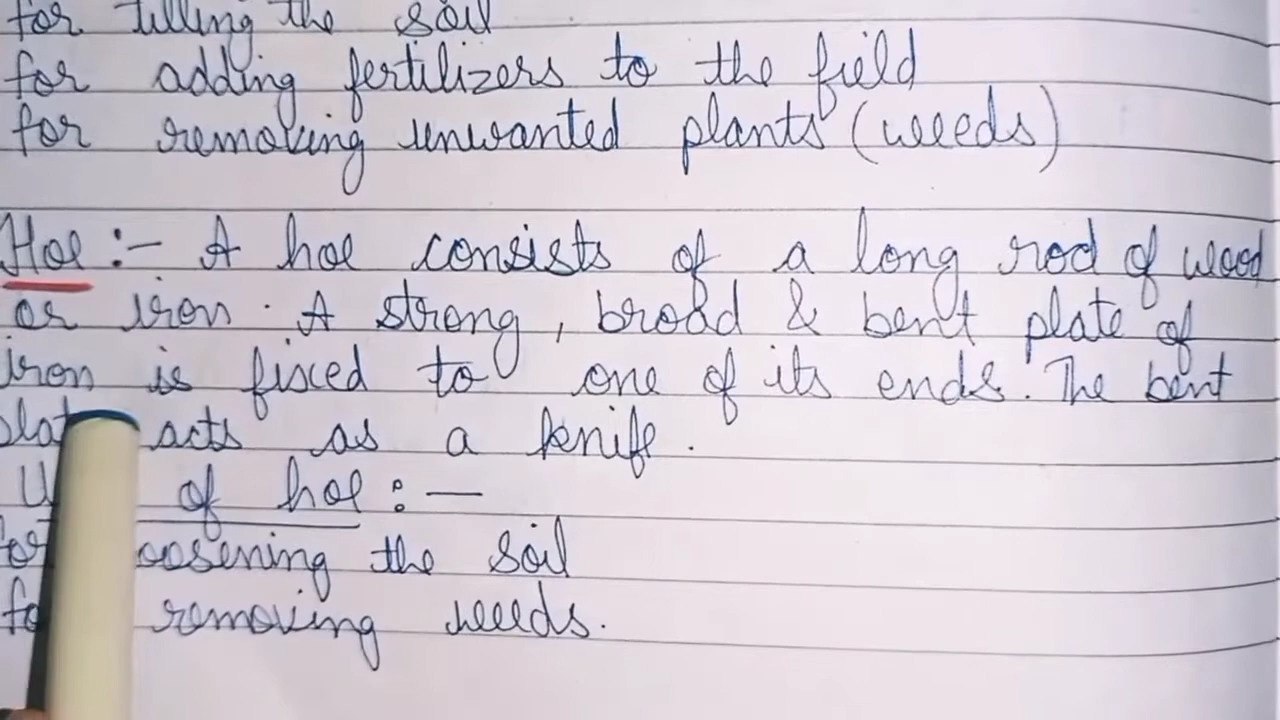 for tilling the soil
for adding fertilizers to the field
for removing unwanted plants (weeds)
Hoe :- A hoe consists of a long rod of wood
or iron. A strong, broad & bent plate of
iron is fixed to one of its ends. The bent
acts as a knife.
of hoe :-
the soil
removing weeds.